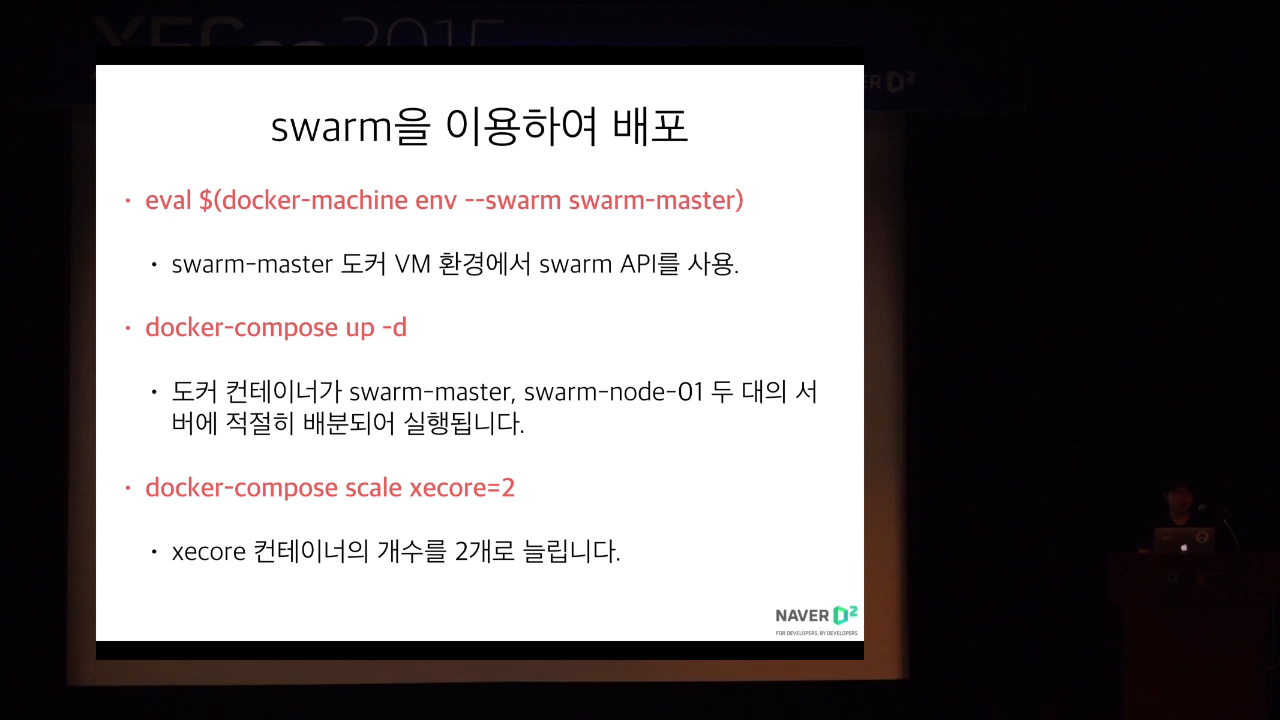 XECon 2015
swarm을 이용하여 배포
• eval $(docker-machine env --swarm swarm-master)
• swarm-master 도커 VM 환경에서 swarm API를 사용.
• docker-compose up -d
• 도커 컨테이너가 swarm-master, swarm-node-01 두 대의 서
버에 적절히 배분되어 실행됩니다.
• docker-compose scale xecore=2
• xecore 컨테이너의 개수를 2개로 늘립니다.
NAVER D2
FOR DEVELOPERS, BY DEVELOPERS